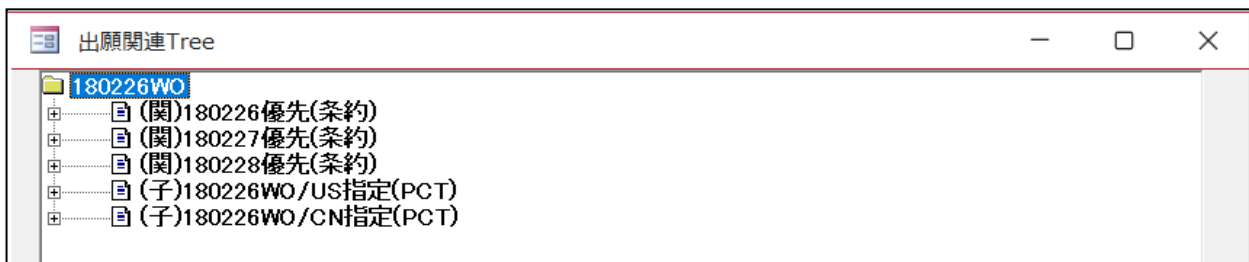 出願関連Tree
180226WO
(関)180226優先(条約)
(関)180227優先(条約)
(関)180228優先(条約)
(子)180226WO/US指定(PCT)
(子)180226WO/CN指定(PCT)